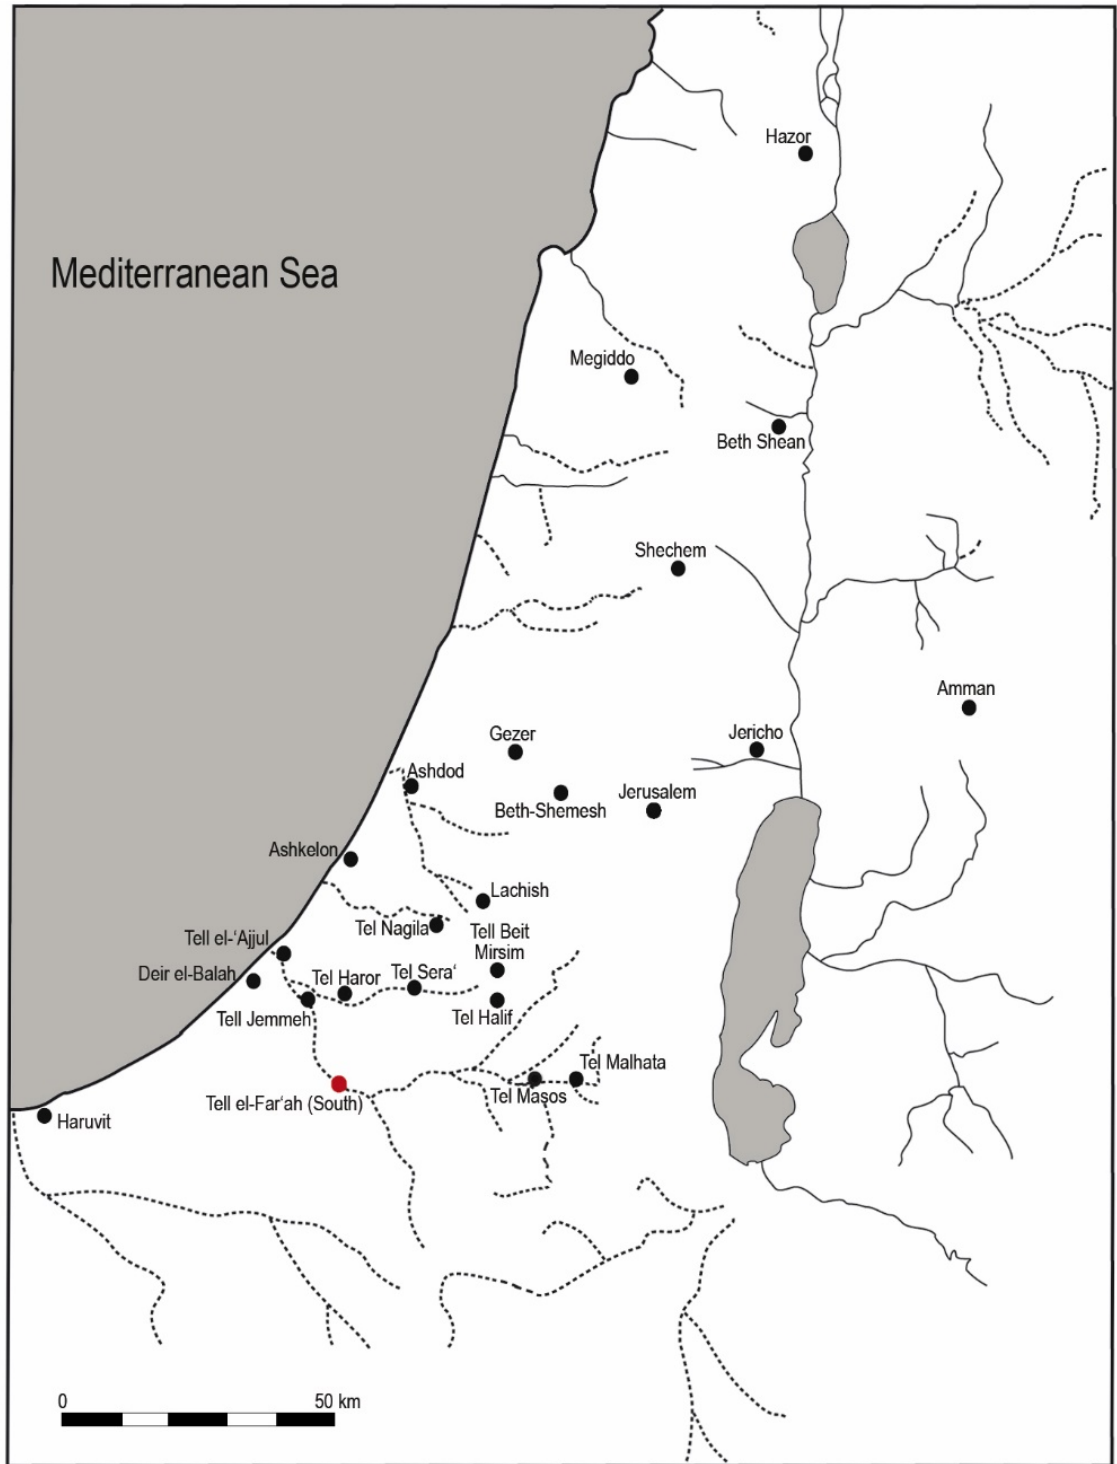 Hazor
Mediterranean Sea
Megiddo
Beth Shean
Shechem
Amman
Gezer
Jericho
Ashdod
Beth-Shemesh
Jerusalem
Ashkelon
Lachish
Tel Nagila
Tell Beit
Mirsim
Tell el-‘Ajjul
Deir el-Balah
Tel Haror
Tel Sera‘
Tell Jemmeh
Tel Halif
Tel Malhata
Tel Masos
Tell el-Far‘ah (South)
Haruvit
0
50 km